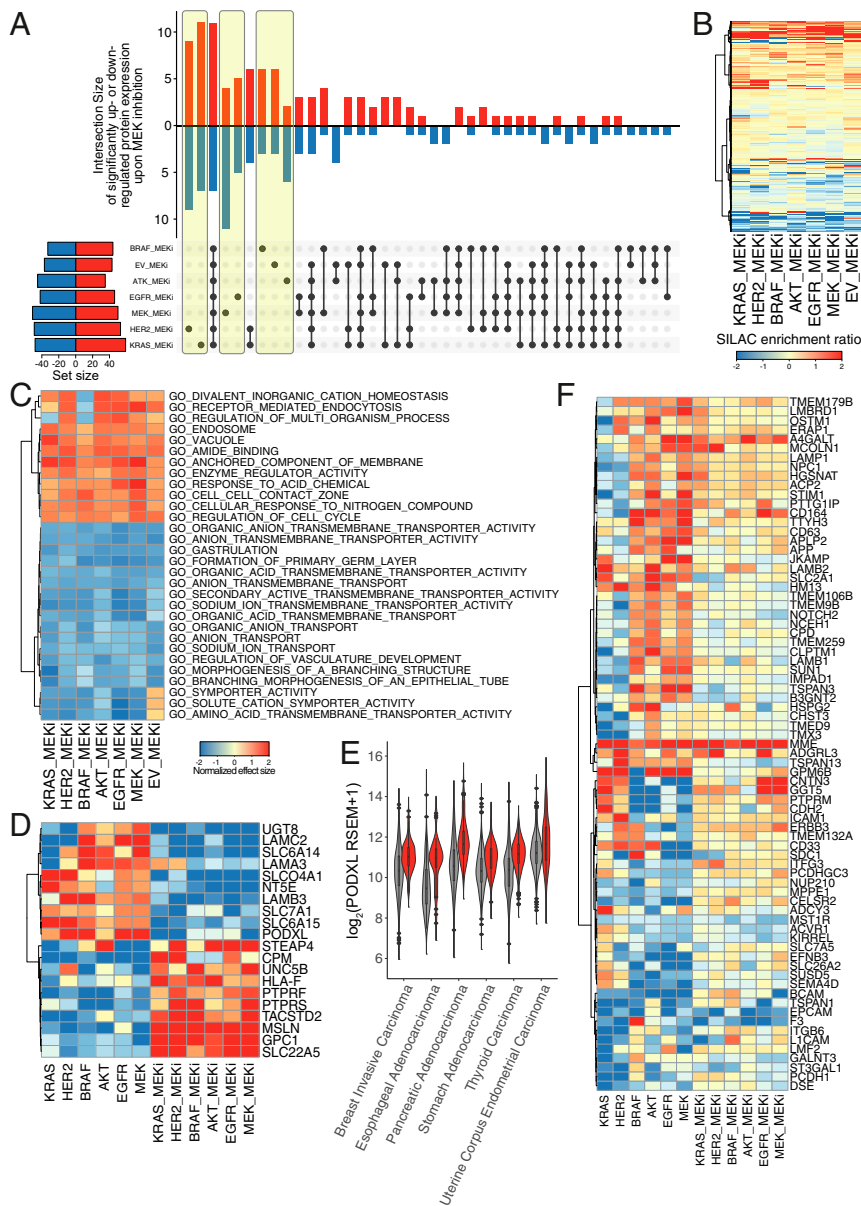 A
Intersection Size
of significantly up- or down-
regulated protein expression
upon MEK inhibition
10
5
0
5
10
BRAF_MEKi
EV_MEKi
ATK_MEKi
EGFR_MEKi
MEK_MEKi
HER2_MEKi
KRAS_MEKi
-40 -20 0 20 40
Set size
B
KRAS_MEKi
HER2_MEKi
BRAF_MEKi
AKT_MEKi
EGFR_MEKi
MEK_MEKi
EV_MEKi
SILAC enrichment ratio
-2 -1 0 1 2
C
GO_DIVALENT_INORGANIC_CATION_HOMEOSTASIS
GO_RECEPTOR_MEDIATED_ENDOCYTOSIS
GO_REGULATION_OF_MULTI_ORGANISM_PROCESS
GO_ENDOSOME
GO_VACUOLE
GO_AMIDE_BINDING
GO_ANCHORED_COMPONENT_OF_MEMBRANE
GO_ENZYME_REGULATOR_ACTIVITY
GO_RESPONSE_TO_ACID_CHEMICAL
GO_CELL_CELL_CONTACT_ZONE
GO_CELLULAR_RESPONSE_TO_NITROGEN_COMPOUND
GO_REGULATION_OF_CELL_CYCLE
GO_ORGANIC_ANION_TRANSMEMBRANE_TRANSPORTER_ACTIVITY
GO_ANION_TRANSMEMBRANE_TRANSPORTER_ACTIVITY
GO_GASTRULATION
GO_FORMATION_OF_PRIMARY_GERM_LAYER
GO_ORGANIC_ACID_TRANSMEMBRANE_TRANSPORTER_ACTIVITY
GO_ANION_TRANSMEMBRANE_TRANSPORT
GO_SECONDARY_ACTIVE_TRANSMEMBRANE_TRANSPORTER_ACTIVITY
GO_SODIUM_ION_TRANSMEMBRANE_TRANSPORTER_ACTIVITY
GO_ORGANIC_ACID_TRANSMEMBRANE_TRANSPORT
GO_ORGANIC_ANION_TRANSPORT
GO_ANION_TRANSPORT
GO_SODIUM_ION_TRANSPORT
GO_REGULATION_OF_VASCULATURE_DEVELOPMENT
GO_MORPHOGENESIS_OF_A_BRANCHING_STRUCTURE
GO_BRANCHING_MORPHOGENESIS_OF_AN_EPITHELIAL_TUBE
GO_SYMPORTER_ACTIVITY
GO_SOLUTE_CATION_SYMPORTER_ACTIVITY
GO_AMINO_ACID_TRANSMEMBRANE_TRANSPORTER_ACTIVITY
KRAS_MEKi
HER2_MEKi
BRAF_MEKi
AKT_MEKi
EGFR_MEKi
MEK_MEKi
EV_MEKi
-2 -1 0 1 2
Normalized effect size
D
UGT8
LAMC2
SLC6A14
LAMA3
SLCO4A1
NT5E
LAMB3
SLC7A1
SLC6A15
PODXL
STEAP4
CPM
UNC5B
HLA-F
PTPRF
PTPRS
TACSTD2
MSLN
GPC1
SLC22A5
KRAS
HER2
BRAF
AKT
EGFR
MEK
KRAS_MEKi
HER2_MEKi
BRAF_MEKi
AKT_MEKi
EGFR_MEKi
MEK_MEKi
E
log2(PODXL RSEM+1)
16
14
12
10
8
6
Breast Invasive Carcinoma
Esophageal Adenocarcinoma
Pancreatic Adenocarcinoma
Stomach Adenocarcinoma
Thyroid Carcinoma
Uterine Corpus Endometrial Carcinoma
F
TMEM179B
LMBRD1
OSTM1
ERAP1
A4GALT
MCOLN1
LAMP1
NPC1
HGSNAT
ACP2
STIM1
PTTG1IP
CD164
TTYH3
CD63
APLP2
APP
JKAMP
LAMB2
SLC2A1
HM13
TMEM106B
TMEM9B
NOTCH2
NCEH1
CPD
TMEM259
CLPTM1
LAMB1
SUN1
IMPAD1
TSPAN3
B3GNT2
HSPG2
CHST3
TMED9
TMX3
MME
ADGRL3
TSPAN13
GPM6B
CNTN3
GGT5
PTPRM
CDH2
ICAM1
ERBB3
TMEM132A
CD33
SDC1
ITFG3
PCDHGC3
NUP210
MPPE1
CELSR2
ADCY3
MST1R
ACVR1
KIRREL
SLC7A5
EFNB3
SLC26A2
SUSD5
SEMA4D
BCAM
TSPAN1
EPCAM
F3
ITGB6
L1CAM
LMF2
GALNT3
ST3GAL1
PCDH1
DSE
KRAS
HER2
BRAF
AKT
EGFR
MEK
KRAS_MEKi
HER2_MEKi
BRAF_MEKi
AKT_MEKi
EGFR_MEKi
MEK_MEKi